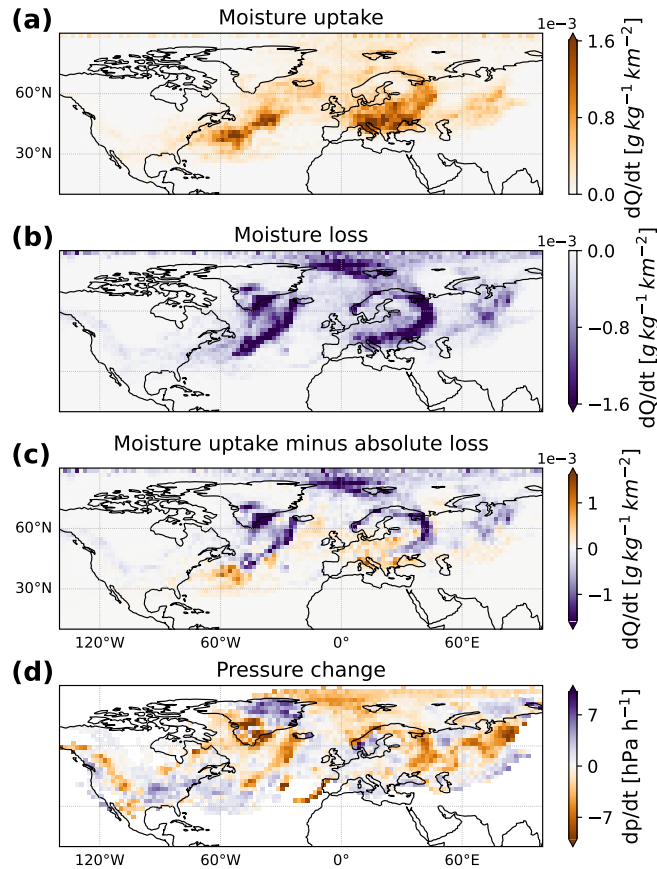 (a)
Moisture uptake
1e−3
60°N
30°N
1.6
0.8
0.0
dQ/dt [g kg⁻¹ km⁻²]
(b)
Moisture loss
1e−3
0.0
−0.8
−1.6
dQ/dt [g kg⁻¹ km⁻²]
(c)
Moisture uptake minus absolute loss
1e−3
60°N
30°N
120°W
60°W
0°
60°E
1
0
−1
dQ/dt [g kg⁻¹ km⁻²]
(d)
Pressure change
120°W
60°W
0°
60°E
7
0
−7
dp/dt [hPa h⁻¹]